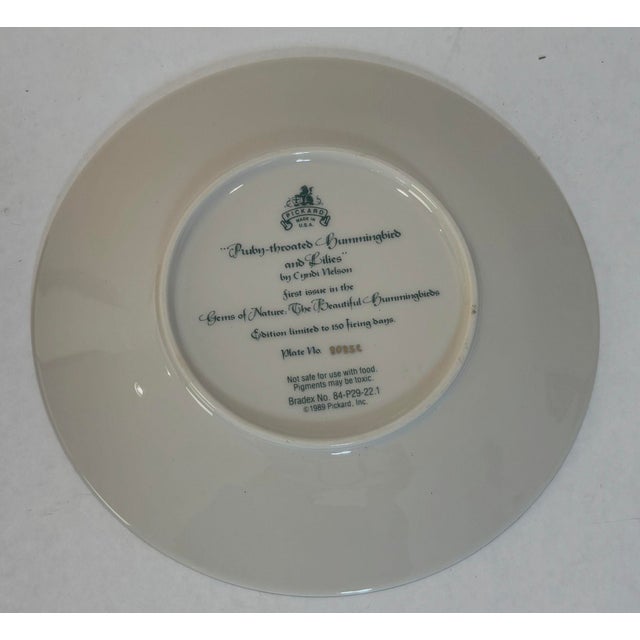 PICKARD
MADE IN
U.S.A.
"Ruby-throated Hummingbird
and Lilies"
by Cyndi Nelson
first issue in the
Gems of Nature: The Beautiful Hummingbirds
Edition limited to 150 firing days.
Plate No.
Not safe for use with food.
Pigments may be toxic.
Bradex No. 84-P29-22.1
©1989 Pickard, Inc.